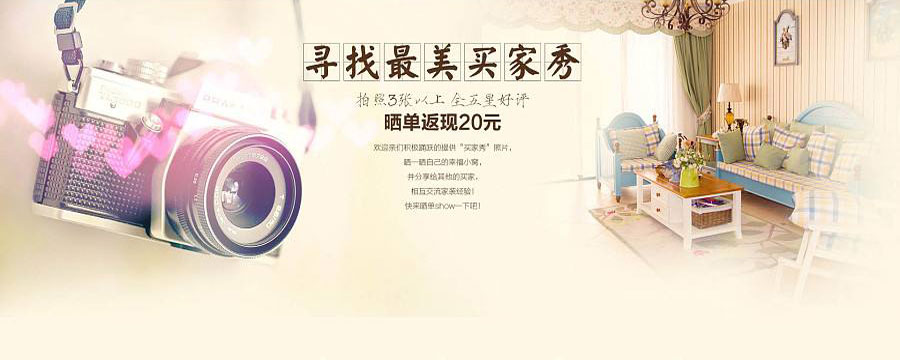 寻找最美买家秀
拍照3张以上 全五星好评
晒单返现20元
欢迎亲们积极踊跃的提供“买家秀”照片，
晒一晒自己的幸福小窝，
并分享给其他的买家，
相互交流家装经验！
快来晒单show一下吧！